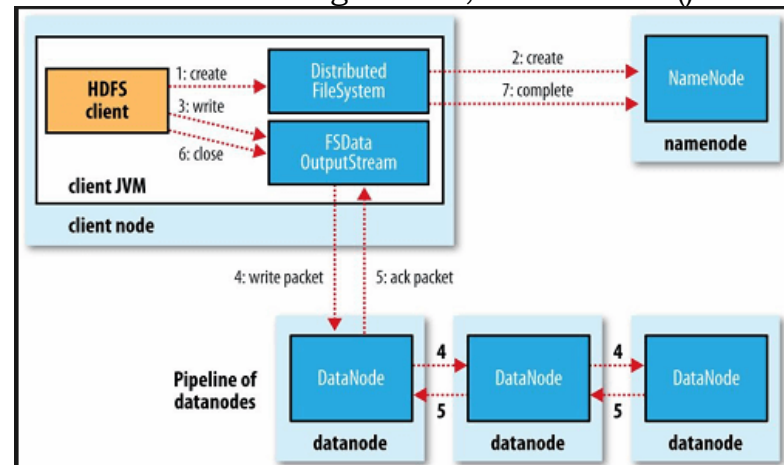 1: create
HDFS
client
3: write
6: close
Distributed
FileSystem
FSData
OutputStream
client JVM
client node
2: create
7: complete
NameNode
namenode
4: write packet
5: ack packet
Pipeline of
datanodes
DataNode
datanode
4
5
DataNode
datanode
4
5
DataNode
datanode